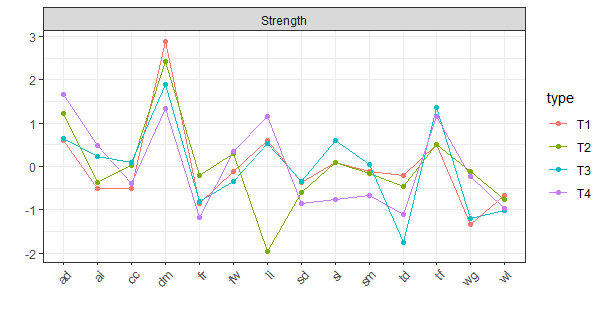 Strength
3
2
1
0
-1
-2
ad
al
cc
dm
fr
fw
li
sd
sl
sm
td
tf
wg
wl
type
T1
T2
T3
T4